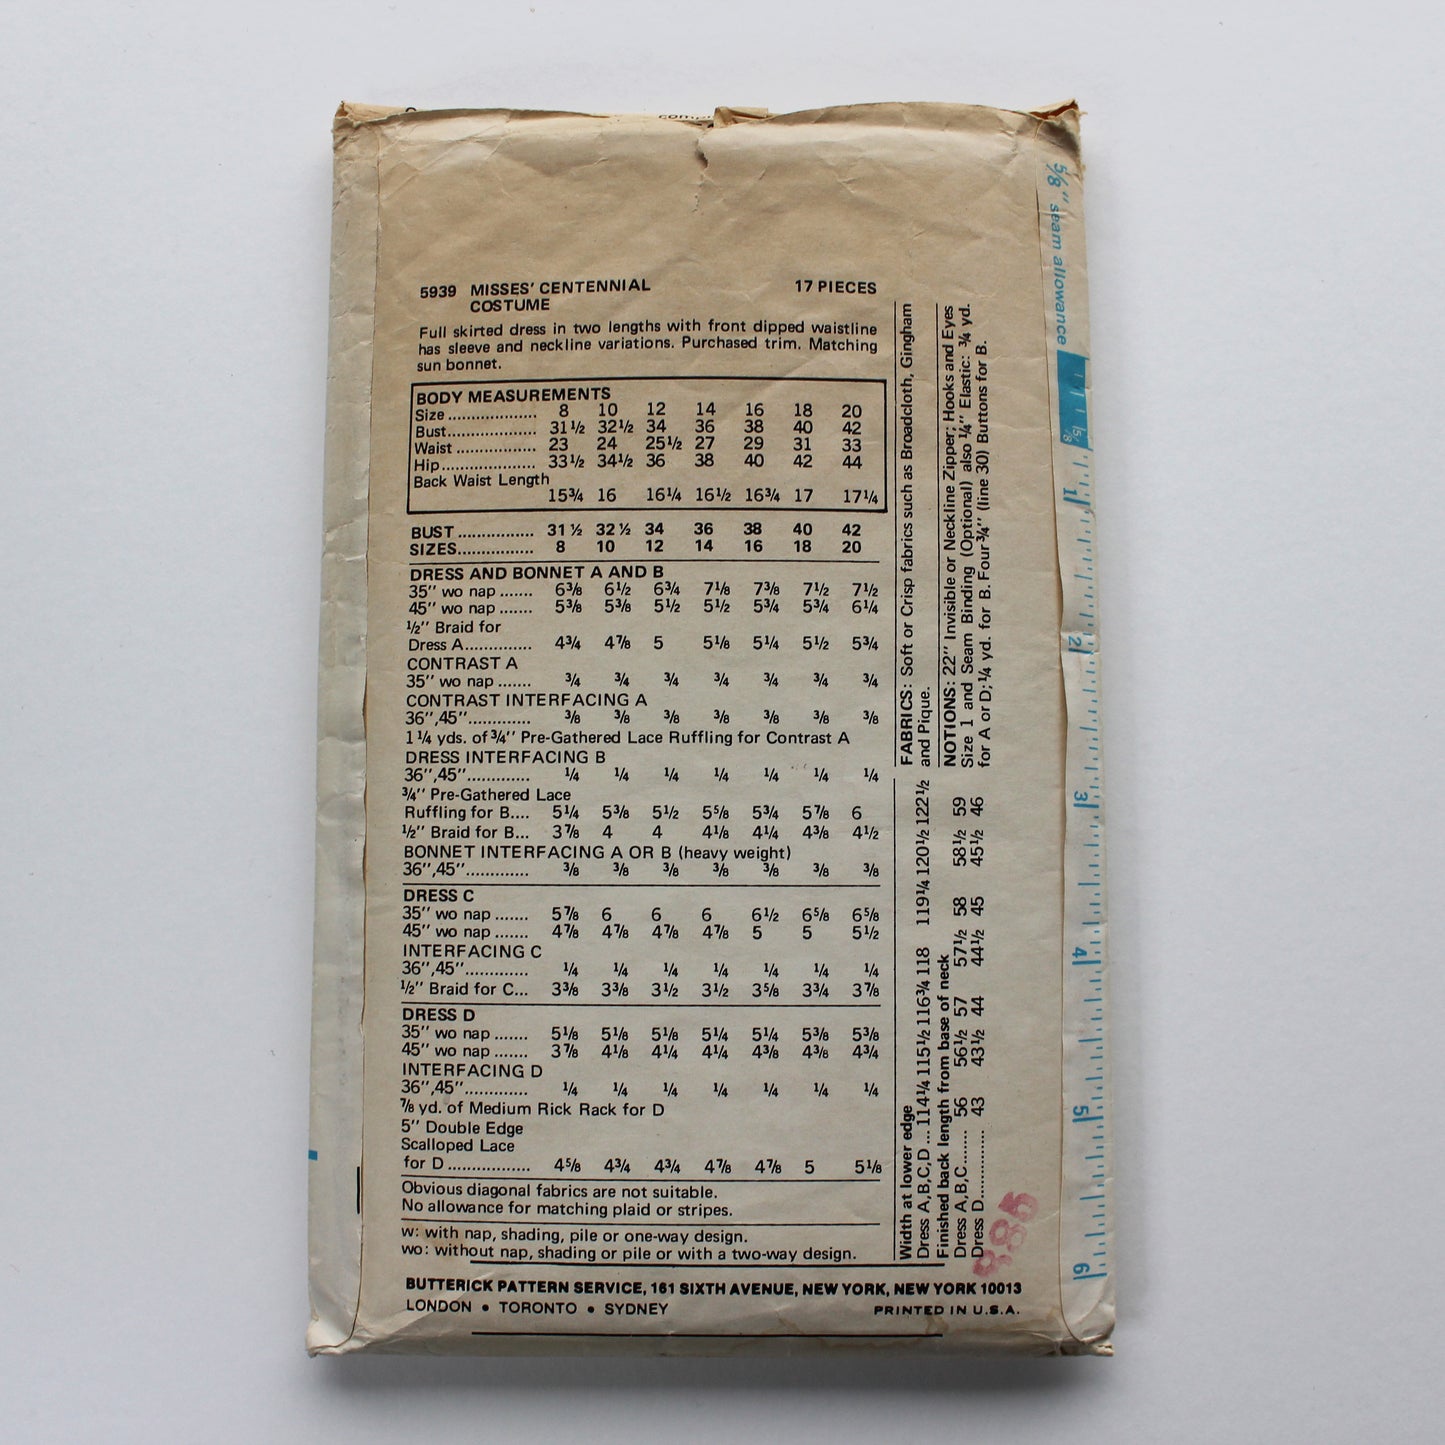 5939 MISSES' CENTENNIAL 17 PIECES
COSTUME
Full skirted dress in two lengths with front dipped waistline
has sleeve and neckline variations. Purchased trim. Matching
sun bonnet.
BODY MEASUREMENTS
Size ................... 8 10 12 14 16 18 20
Bust................... 31½ 32½ 34 36 38 40 42
Waist ................. 23 24 25½ 27 29 31 33
Hip.................... 33½ 34½ 36 38 40 42 44
Back Waist Length
15¾ 16 16¼ 16½ 16¾ 17 17¼
BUST ................ 31 ½ 32 ½ 34 36 38 40 42
SIZES................ 8 10 12 14 16 18 20
DRESS AND BONNET A AND B
35" wo nap ....... 6⅜ 6½ 6¾ 7⅛ 7⅜ 7½ 7½
45" wo nap ....... 5⅜ 5⅜ 5½ 5½ 5¾ 5¾ 6¼
½" Braid for
Dress A.............. 4¾ 4⅞ 5 5⅛ 5¼ 5½ 5¾
CONTRAST A
35" wo nap ....... ¾ ¾ ¾ ¾ ¾ ¾ ¾
CONTRAST INTERFACING A
36",45"............. ⅜ ⅜ ⅜ ⅜ ⅜ ⅜ ⅜
1¼ yds. of ¾" Pre-Gathered Lace Ruffling for Contrast A
DRESS INTERFACING B
36",45"............. ¼ ¼ ¼ ¼ ¼ ¼ ¼
¾" Pre-Gathered Lace
Ruffling for B.... 5¼ 5⅜ 5½ 5⅝ 5¾ 5⅞ 6
½" Braid for B... 3⅞ 4 4 4⅛ 4¼ 4⅜ 4½
BONNET INTERFACING A OR B (heavy weight)
36",45"............. ⅜ ⅜ ⅜ ⅜ ⅜ ⅜ ⅜
DRESS C
35" wo nap ....... 5⅞ 6 6 6 6½ 6⅝ 6⅝
45" wo nap ....... 4⅞ 4⅞ 4⅞ 4⅞ 5 5 5½
INTERFACING C
36",45"............. ¼ ¼ ¼ ¼ ¼ ¼ ¼
½" Braid for C... 3⅜ 3⅜ 3½ 3½ 3⅝ 3¾ 3⅞
DRESS D
35" wo nap ....... 5⅛ 5⅛ 5⅛ 5¼ 5¼ 5⅜ 5⅜
45" wo nap ....... 3⅞ 4⅛ 4¼ 4¼ 4⅜ 4⅜ 4¾
INTERFACING D
36",45"............. ¼ ¼ ¼ ¼ ¼ ¼ ¼
⅞ yd. of Medium Rick Rack for D
5" Double Edge
Scalloped Lace
for D ................. 4⅝ 4¾ 4¾ 4⅞ 4⅞ 5 5⅛
Obvious diagonal fabrics are not suitable.
No allowance for matching plaid or stripes.
w: with nap, shading, pile or one-way design.
wo: without nap, shading or pile or with a two-way design.
FABRICS: Soft or Crisp fabrics such as Broadcloth, Gingham
and Pique.
NOTIONS: 22" Invisible or Neckline Zipper; Hooks and Eyes
Size 1 and Seam Binding (Optional) also ¼" Elastic: ¾ yd.
for A or D; ¼ yd. for B. Four ¾" (line 30) Buttons for B.
Width at lower edge
Dress A,B,C,D ... 114¼ 115½ 116¾ 118 119¼ 120½ 122½
Finished back length from base of neck
Dress A,B,C....... 56 56½ 57 57½ 58 58½ 59
Dress D............. 43 43½ 44 44½ 45 45½ 46
BUTTERICK PATTERN SERVICE, 161 SIXTH AVENUE, NEW YORK, NEW YORK 10013
LONDON • TORONTO • SYDNEY PRINTED IN U.S.A.
⅝" seam allowance
⅝
1
2
3
4
5
6